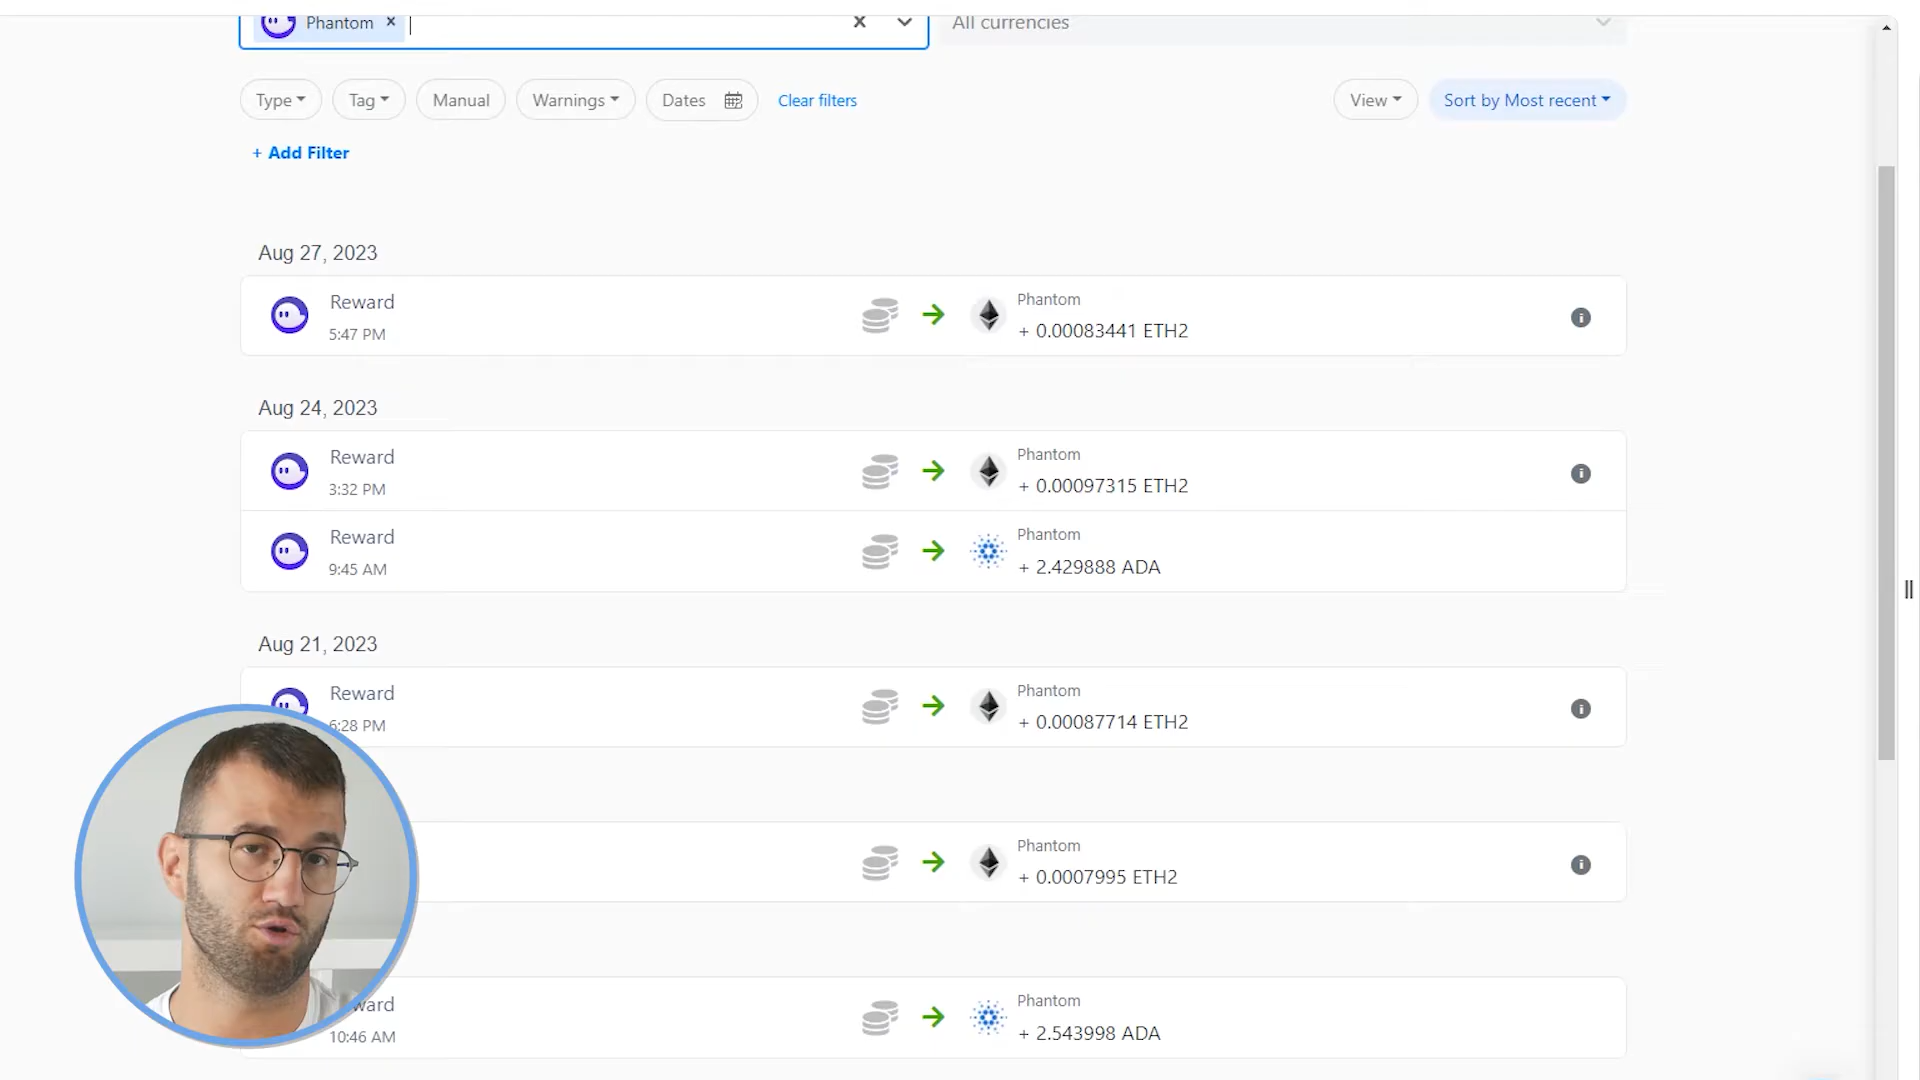 Phantom ×
All currencies
Type
Tag
Manual
Warnings
Dates
Clear filters
View
Sort by Most recent
+ Add Filter
Aug 27, 2023
Reward
5:47 PM
Phantom
+ 0.00083441 ETH2
Aug 24, 2023
Reward
3:32 PM
Phantom
+ 0.00097315 ETH2
Reward
9:45 AM
Phantom
+ 2.429888 ADA
Aug 21, 2023
Reward
6:28 PM
Phantom
+ 0.00087714 ETH2
Phantom
+ 0.0007995 ETH2
ward
10:46 AM
Phantom
+ 2.543998 ADA